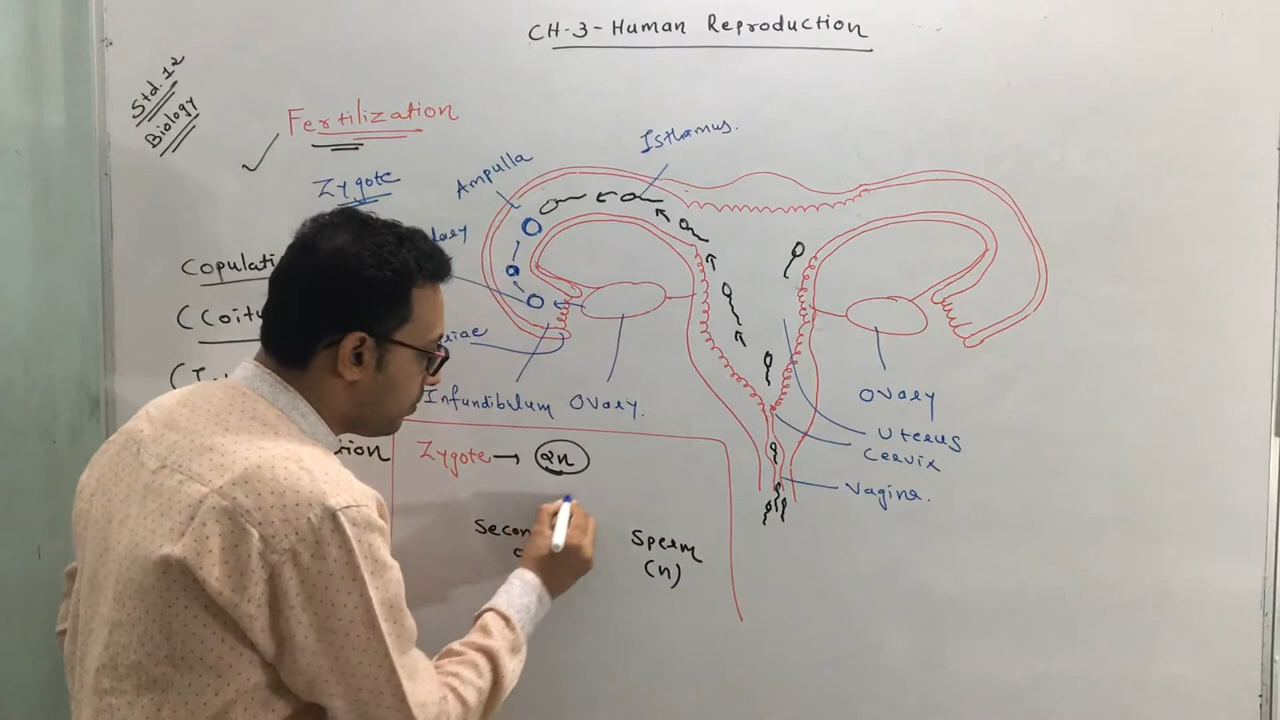 CH-3-Human Reproduction
Std.12
Biology
Fertilization
Zygote
Ampulla
Isthamus.
Infundibulum
Ovary.
Ovary
Uterus
Cervix
Vagina.
Zygote → 2n
Sperm
(n)